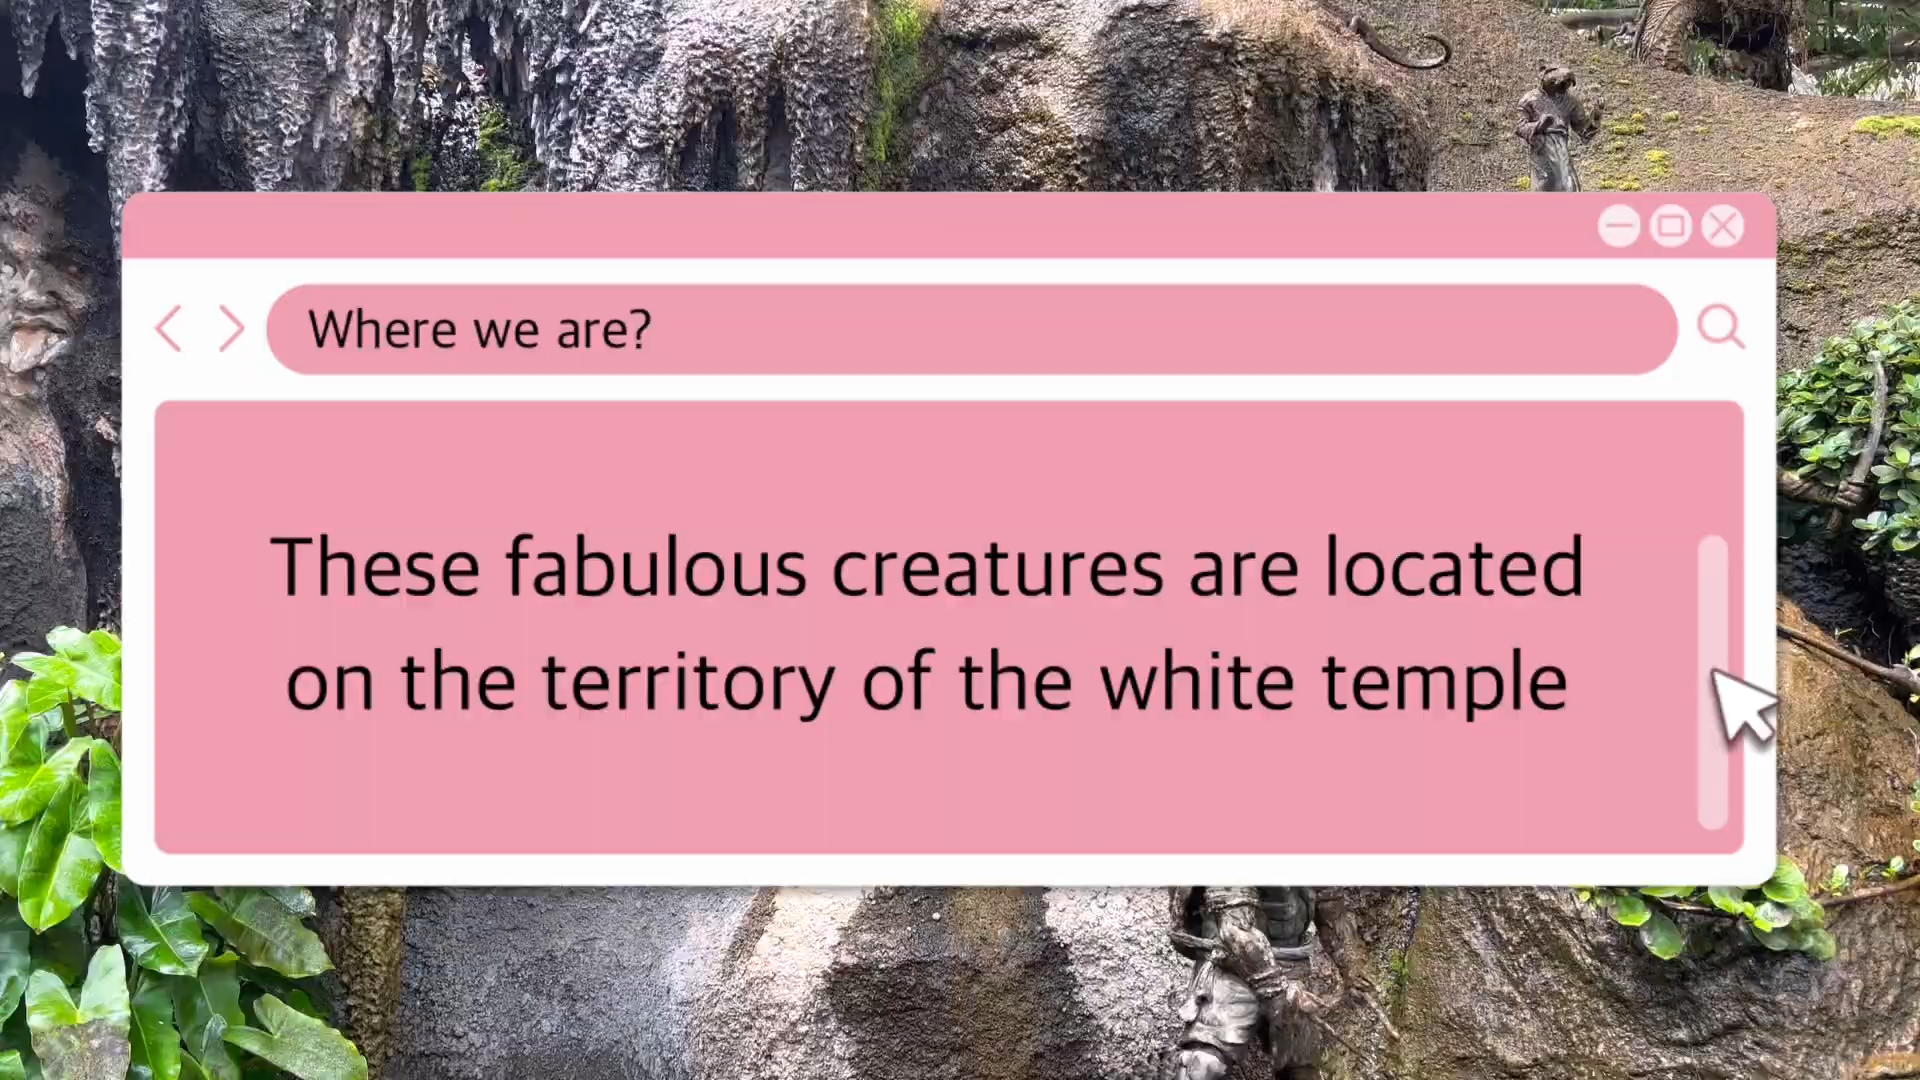 Where we are?
These fabulous creatures are located
on the territory of the white temple